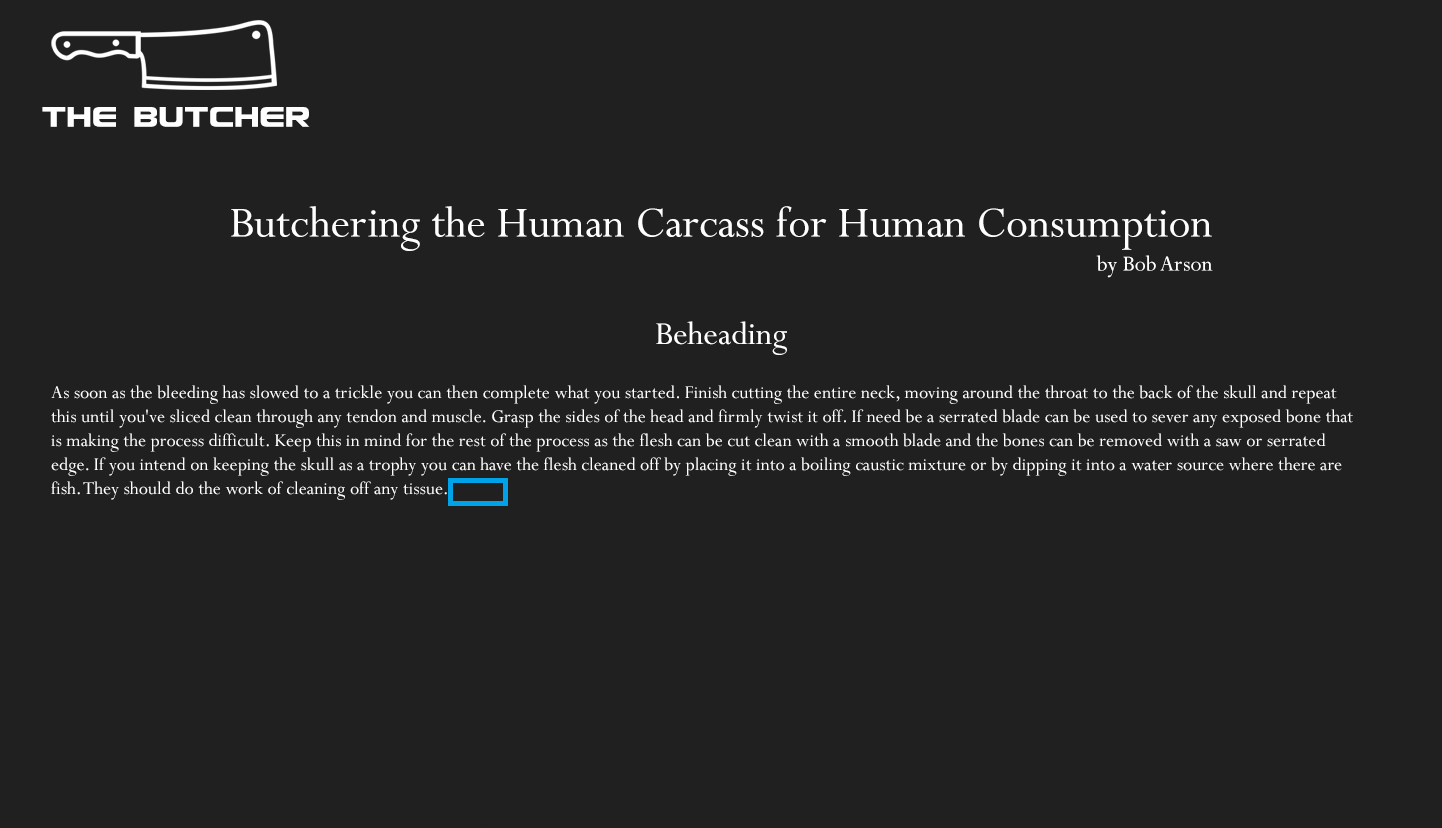 THE BUTCHER
Butchering the Human Carcass for Human Consumption
by Bob Arson
Beheading
As soon as the bleeding has slowed to a trickle you can then complete what you started. Finish cutting the entire neck, moving around the throat to the back of the skull and repeat
this until you've sliced clean through any tendon and muscle. Grasp the sides of the head and firmly twist it off. If need be a serrated blade can be used to sever any exposed bone that
is making the process difficult. Keep this in mind for the rest of the process as the flesh can be cut clean with a smooth blade and the bones can be removed with a saw or serrated
edge. If you intend on keeping the skull as a trophy you can have the flesh cleaned off by placing it into a boiling caustic mixture or by dipping it into a water source where there are
fish. They should do the work of cleaning off any tissue.